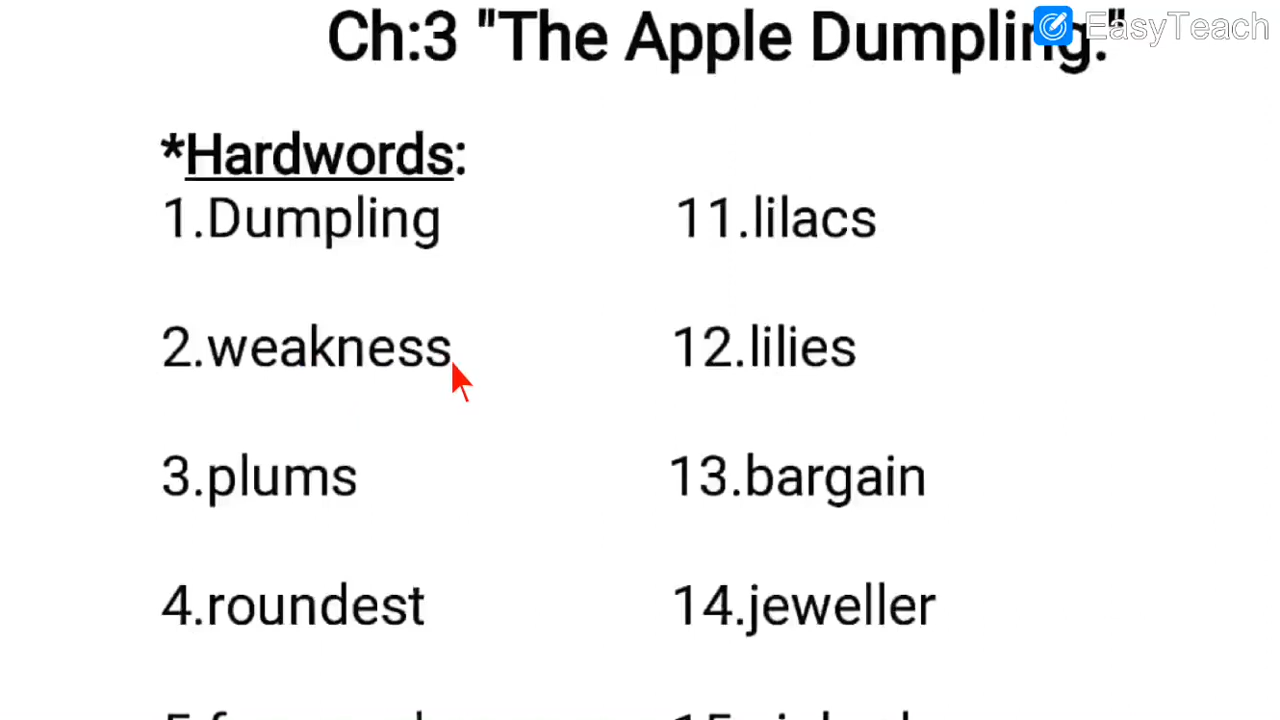 Ch:3 "The Apple Dumpling."
EasyTeach
*Hardwords:
1.Dumpling
11.lilacs
2.weakness
12.lilies
3.plums
13.bargain
4.roundest
14.jeweller